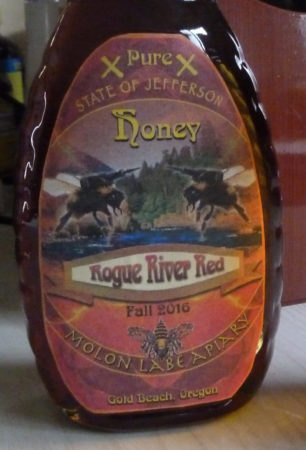 X Pure X
STATE OF JEFFERSON
Honey
Rogue River Red
Fall 2016
MOLON LABE APIARY
Gold Beach, Oregon